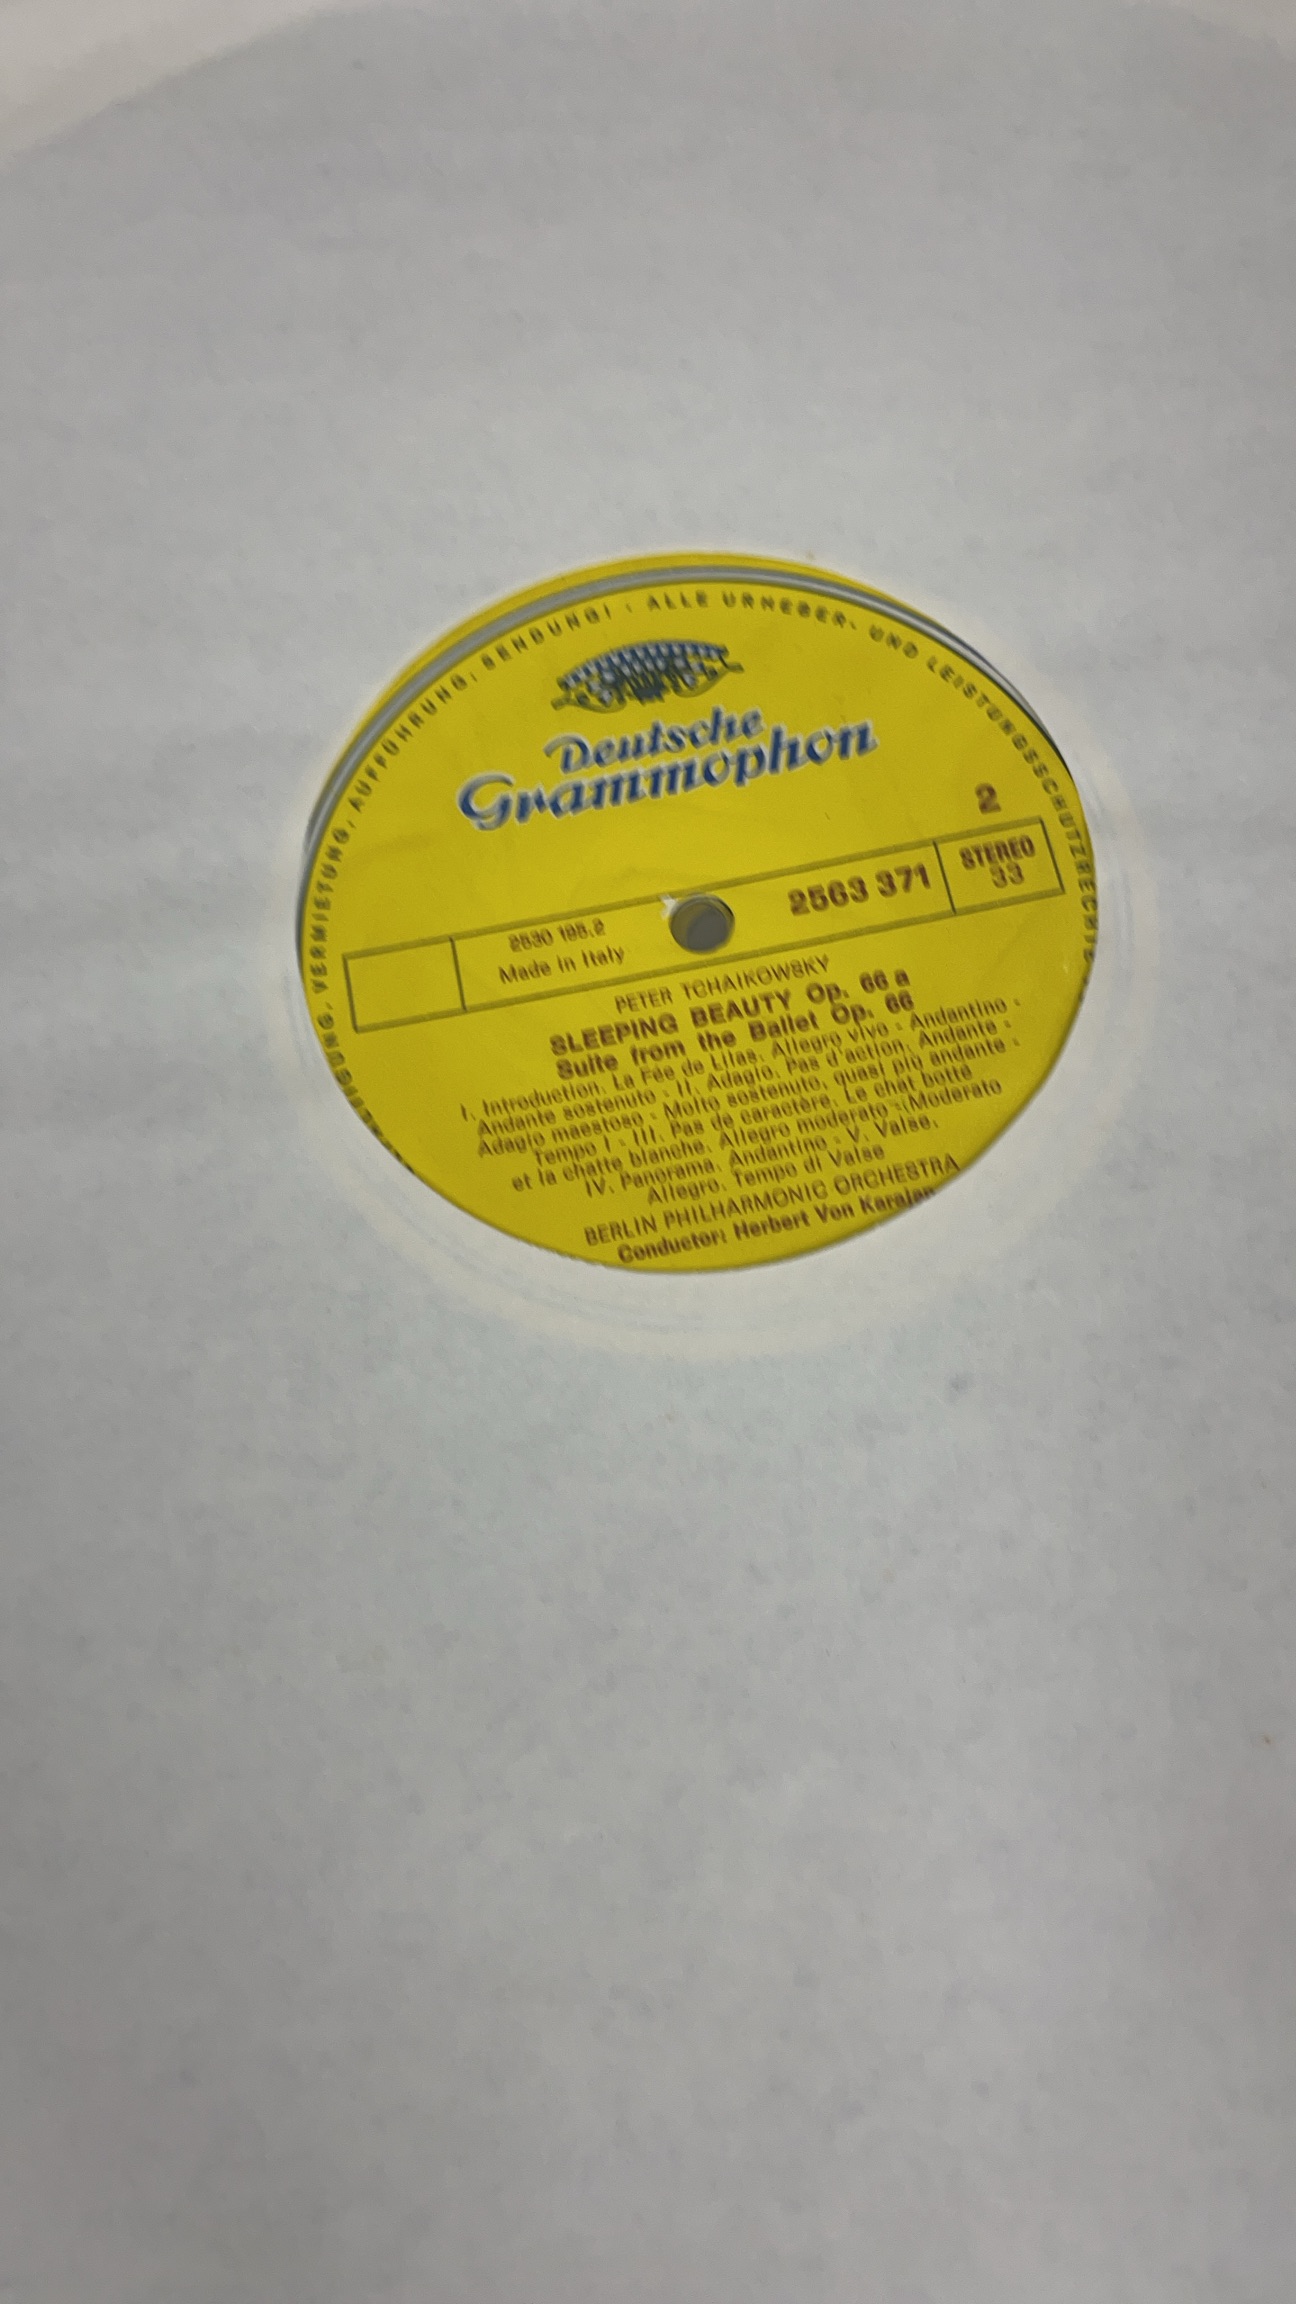 VERMIETUNG, AUFFÜHRUNG, SENDUNG! · ALLE URHEBER- UND LEISTUNGSSCHUTZRECHTE
Deutsche
Grammophon
2
2530 195.2
Made in Italy
2563 371
STEREO
33
PETER TCHAIKOWSKY
SLEEPING BEAUTY Op. 66 a
Suite from the Ballet Op. 66
I. Introduction. La Fée de Lilas. Allegro vivo - Andantino -
Andante sostenuto - II. Adagio. Pas d'action. Andante -
Adagio maestoso - Molto sostenuto, quasi più andante -
Tempo I - III. Pas de caractère. Le chat botté
et la chatte blanche. Allegro moderato - (Moderato
IV. Panorama. Andantino - V. Valse.
Allegro. Tempo di Valse
BERLIN PHILHARMONIC ORCHESTRA
Conductor: Herbert Von Karajan